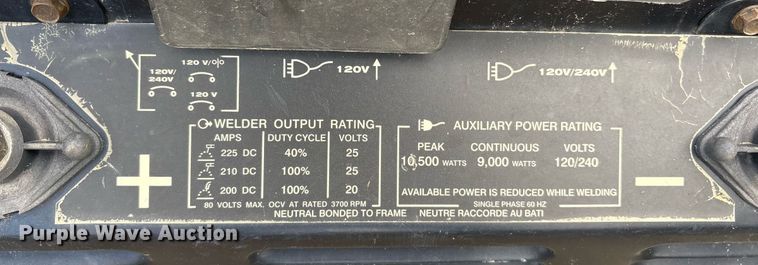 120 V/
120V/
240V
120 V
120V
120/240V
WELDER OUTPUT RATING
AMPS DUTY CYCLE VOLTS
225 DC 40% 25
210 DC 100% 25
200 DC 100% 20
80 VOLTS MAX. OCV AT RATED 3700 RPM
AUXILIARY POWER RATING
PEAK CONTINUOUS VOLTS
10,500 WATTS 9,000 WATTS 120/240
AVAILABLE POWER IS REDUCED WHILE WELDING
SINGLE PHASE 60 HZ
+
−
NEUTRAL BONDED TO FRAME NEUTRE RACCORDE AU BATI
Purple Wave Auction